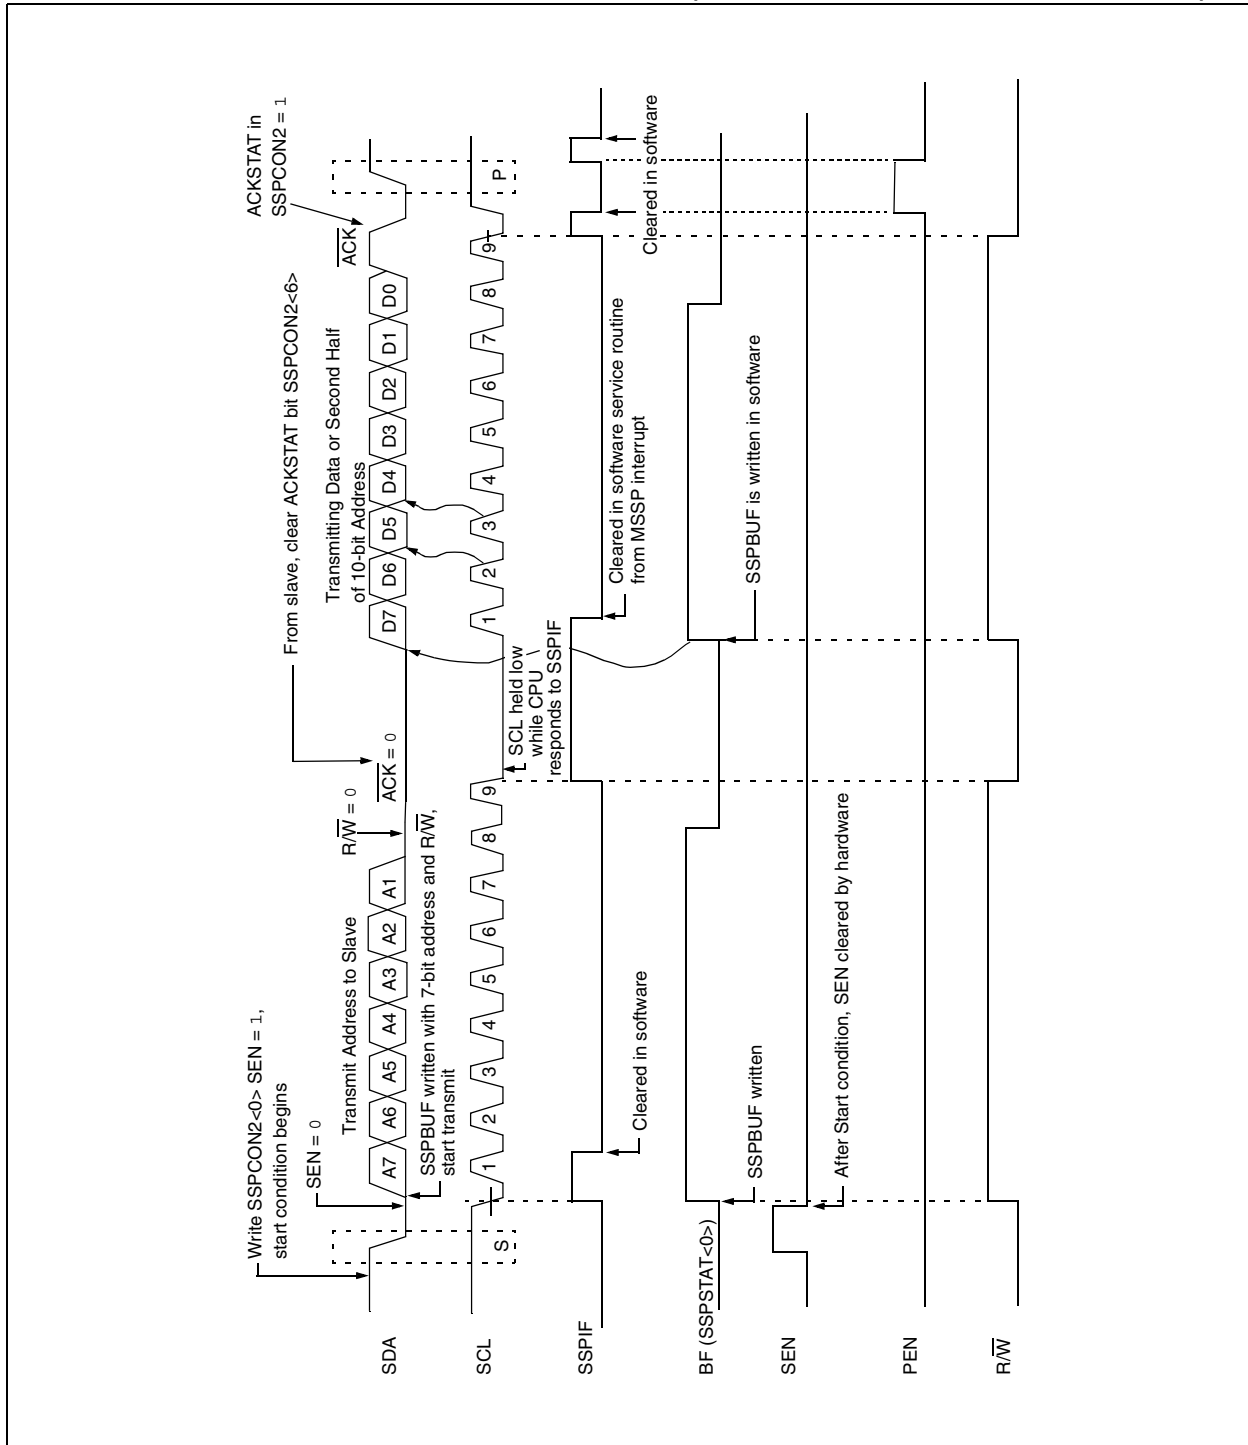 Write SSPCON2<0> SEN = 1,
start condition begins
SEN = 0
From slave, clear ACKSTAT bit SSPCON2<6>
ACKSTAT in
SSPCON2 = 1
Transmit Address to Slave
R/W = 0
ACK = 0
Transmitting Data or Second Half
of 10-bit Address
ACK
SDA
A7 A6 A5 A4 A3 A2 A1
D7 D6 D5 D4 D3 D2 D1 D0
SSPBUF written with 7-bit address and R/W,
start transmit
SCL
S
1 2 3 4 5 6 7 8 9
1 2 3 4 5 6 7 8 9
P
SCL held low
while CPU
responds to SSPIF
SSPIF
Cleared in software
Cleared in software service routine
from MSSP interrupt
Cleared in software
Cleared in software
BF (SSPSTAT<0>)
SSPBUF written
SSPBUF is written in software
SEN
After Start condition, SEN cleared by hardware
PEN
R/W